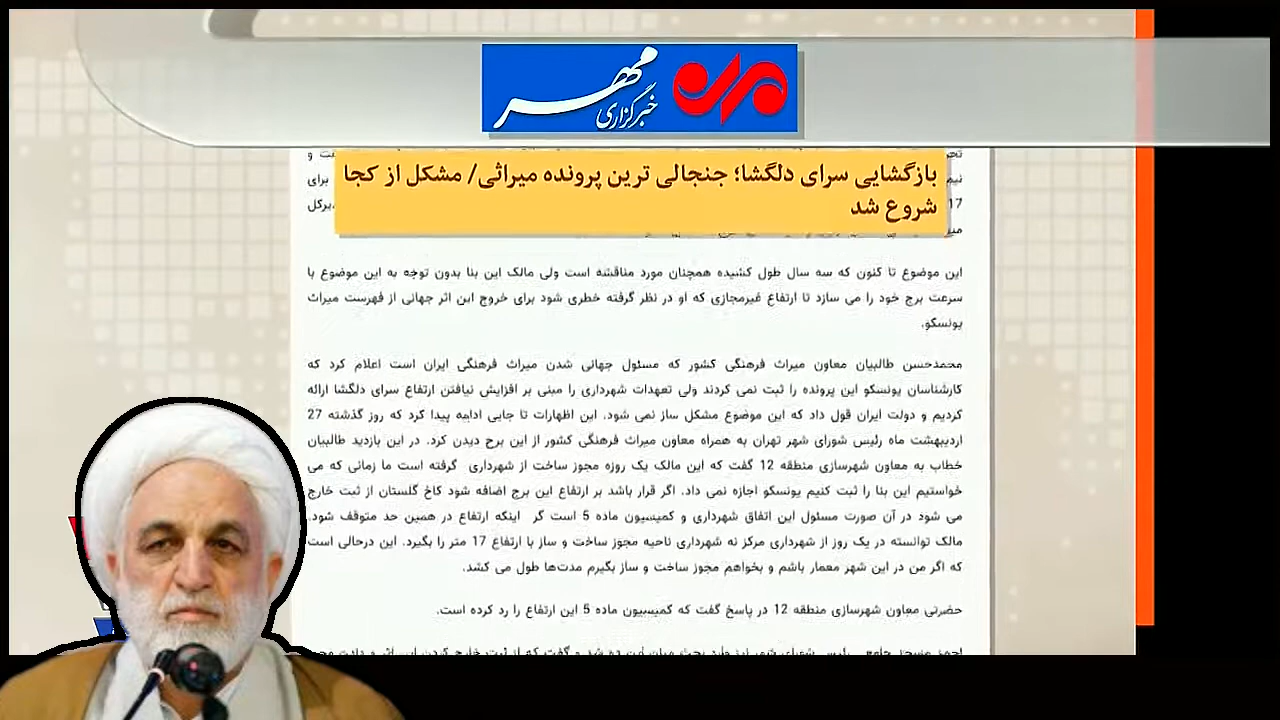 مهر
خبرگزاری
بازگشایی سرای دلگشا؛ جنجالی ترین پرونده میراثی/ مشکل از کجا
شروع شد
این موضوع تا کنون که سه سال طول کشیده همچنان مورد مناقشه است ولی مالک این بنا بدون توجه به این موضوع با
سرعت برج خود را می سازد تا ارتفاع غیرمجازی که او در نظر گرفته خطری شود برای خروج این اثر جهانی از فهرست میراث
یونسکو.
محمدحسن طالبیان معاون میراث فرهنگی کشور که مسئول جهانی شدن میراث فرهنگی ایران است اعلام کرد که
کارشناسان یونسکو این پرونده را ثبت نمی کردند ولی تعهدات شهرداری را مبنی بر افزایش نیافتن ارتفاع سرای دلگشا ارائه
کردیم و دولت ایران قول داد که این موضوع مشکل ساز نمی شود. این اظهارات تا جایی ادامه پیدا کرد که روز گذشته 27
اردیبهشت ماه رئیس شورای شهر تهران به همراه معاون میراث فرهنگی کشور از این برج دیدن کرد. در این بازدید طالبیان
خطاب به معاون شهرسازی منطقه 12 گفت که این مالک یک روزه مجوز ساخت از شهرداری گرفته است ما زمانی که می
خواستیم این بنا را ثبت کنیم یونسکو اجازه نمی داد. اگر قرار باشد بر ارتفاع این برج اضافه شود کاخ گلستان از ثبت خارج
می شود در آن صورت مسئول این اتفاق شهرداری و کمیسیون ماده 5 است گر اینکه ارتفاع در همین حد متوقف شود.
مالک توانسته در یک روز از شهرداری مرکز نه شهرداری ناحیه مجوز ساخت و ساز با ارتفاع 17 متر را بگیرد. این درحالی است
که اگر من در این شهر معمار باشم و بخواهم مجوز ساخت و ساز بگیرم مدت‌ها طول می کشد.
حضرتی معاون شهرسازی منطقه 12 در پاسخ گفت که کمیسیون ماده 5 این ارتفاع را رد کرده است.